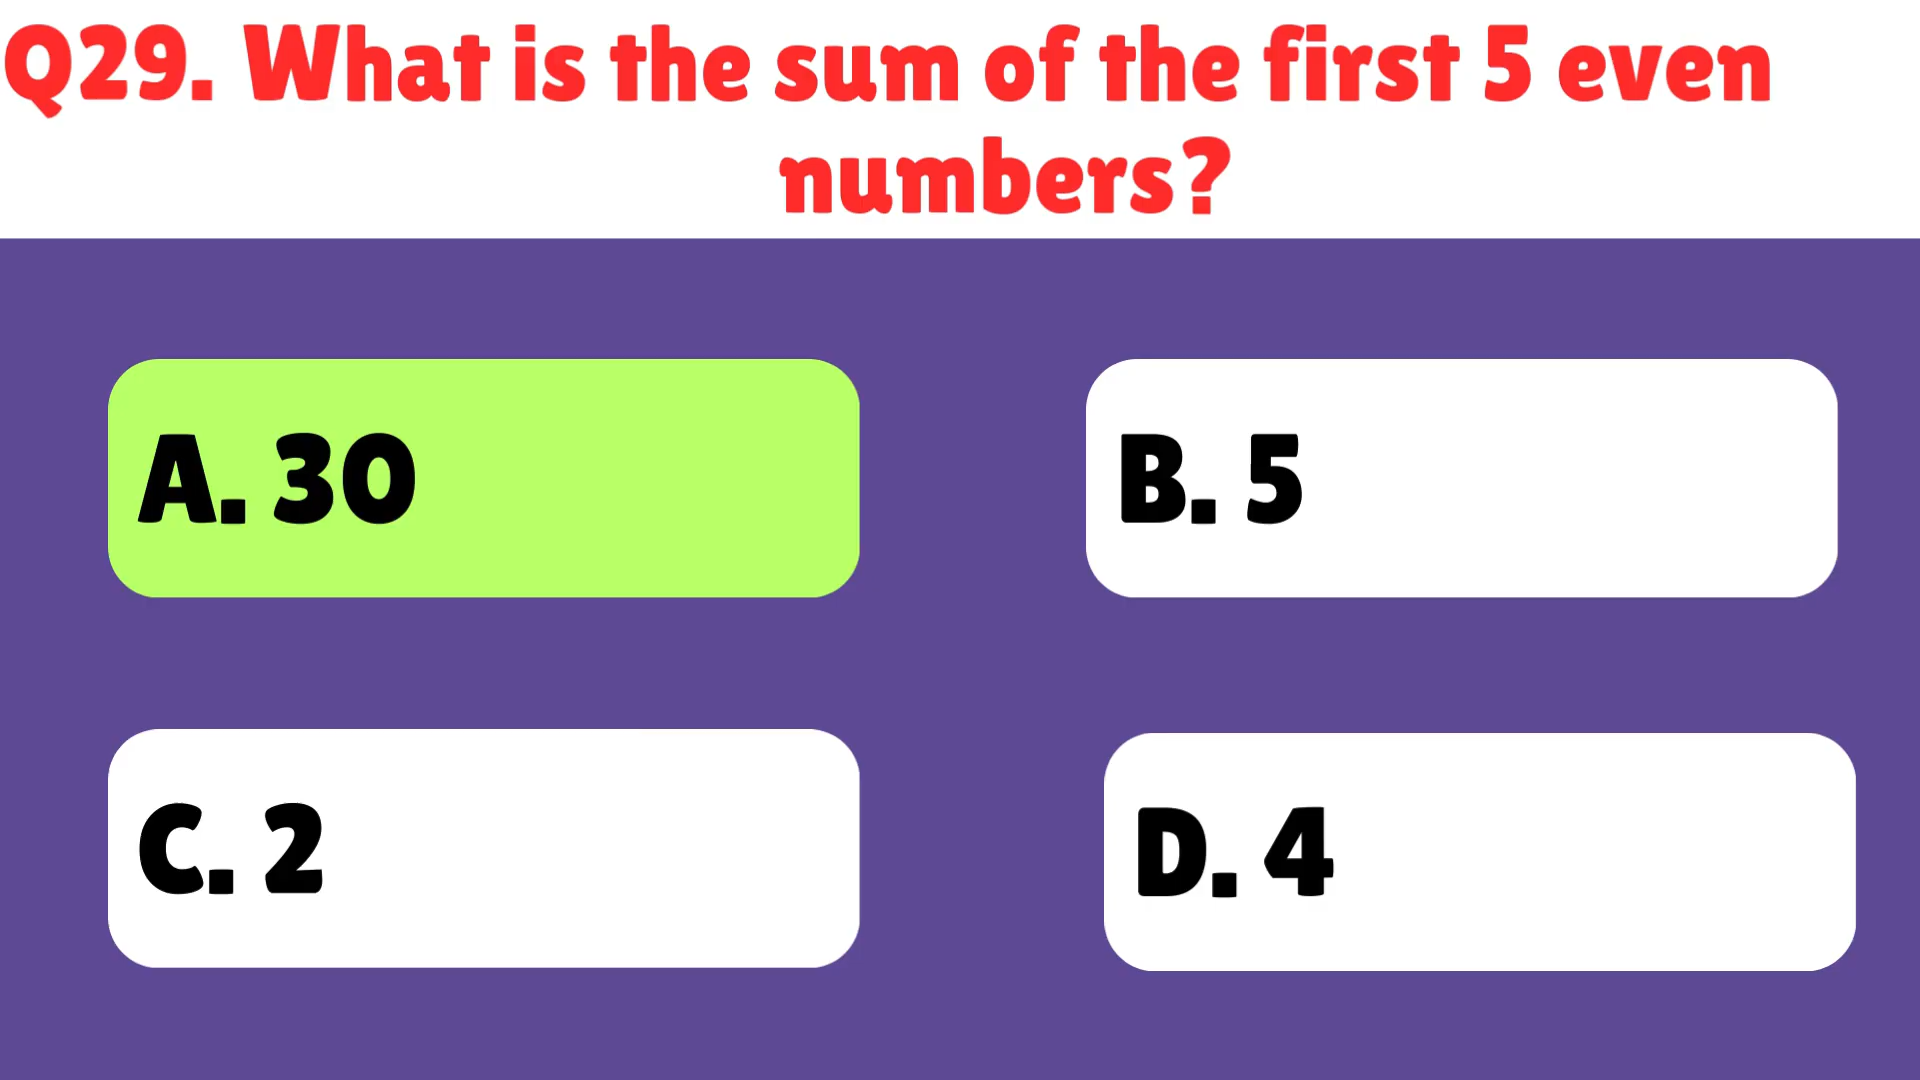 Q29. What is the sum of the first 5 even
numbers?
A. 30
B. 5
C. 2
D. 4